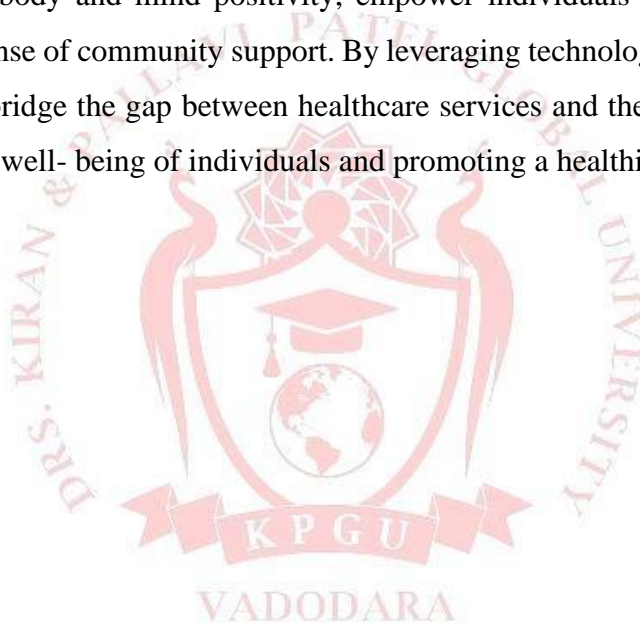 body and mind positivity, empower individuals
nse of community support. By leveraging technolog
ridge the gap between healthcare services and the
well- being of individuals and promoting a healthi
DRS. KIRAN & PALLAVI PATEL GLOBAL UNIVERSITY
KPGU
VADODARA